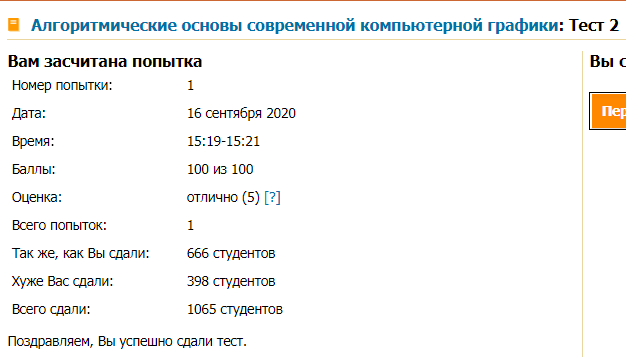 Алгоритмические основы современной компьютерной графики: Тест 2
Вам засчитана попытка
Номер попытки: 1
Дата: 16 сентября 2020
Время: 15:19-15:21
Баллы: 100 из 100
Оценка: отлично (5) [?]
Всего попыток: 1
Так же, как Вы сдали: 666 студентов
Хуже Вас сдали: 398 студентов
Всего сдали: 1065 студентов
Поздравляем, Вы успешно сдали тест.
Вы с
Пер